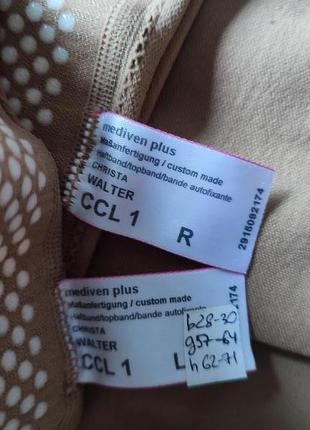 mediven plus
Maßanfertigung / custom made
Haftband/topband/bande autofixante
CHRISTA
WALTER
CCL 1 R
2915092174
mediven plus
Maßanfertigung / custom made
Haftband/topband/bande autofixante
CHRISTA
WALTER
CCL 1 L
174
b28-30
g57-64
h62-71